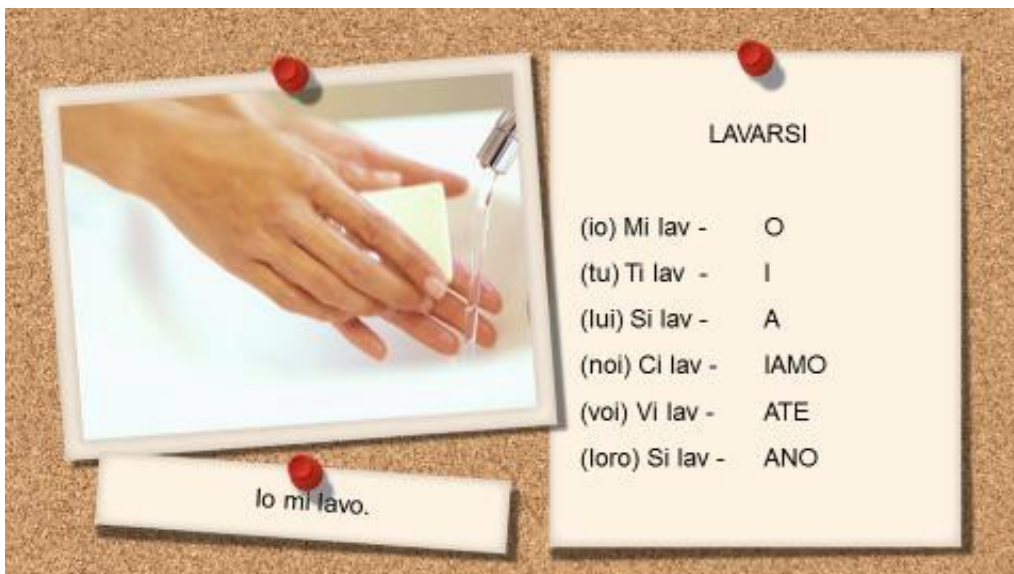 LAVARSI
(io) Mi lav - O
(tu) Ti lav - I
(lui) Si lav - A
(noi) Ci lav - IAMO
(voi) Vi lav - ATE
(loro) Si lav - ANO
Io mi lavo.